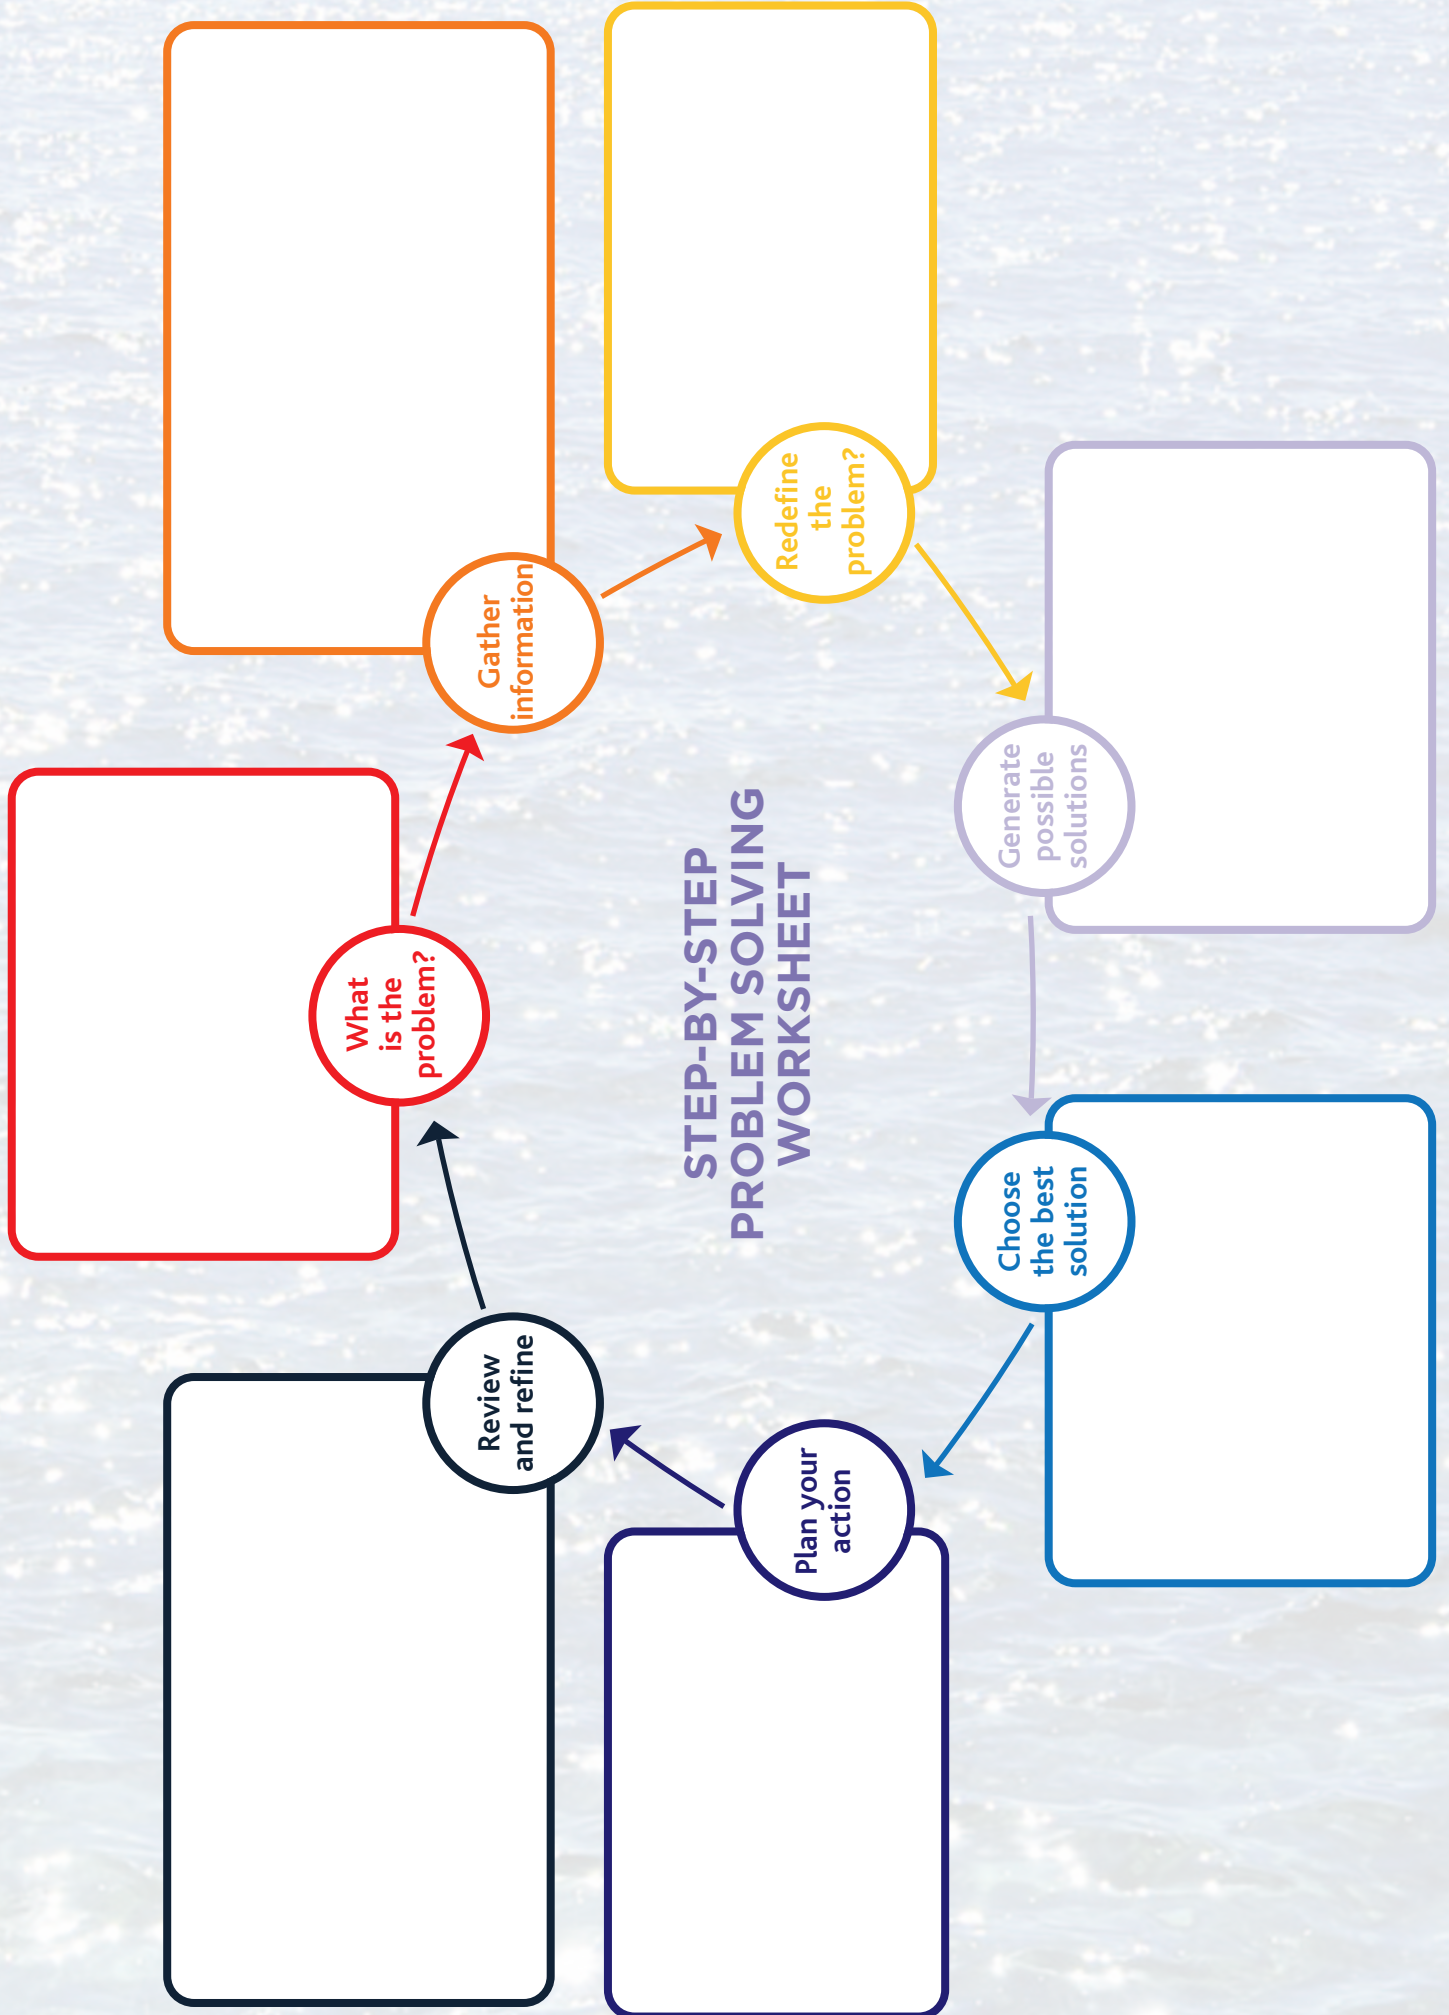 STEP-BY-STEP
PROBLEM SOLVING
WORKSHEET
What
is the
problem?
Gather
information
Redefine
the
problem?
Generate
possible
solutions
Choose
the best
solution
Plan your
action
Review
and refine